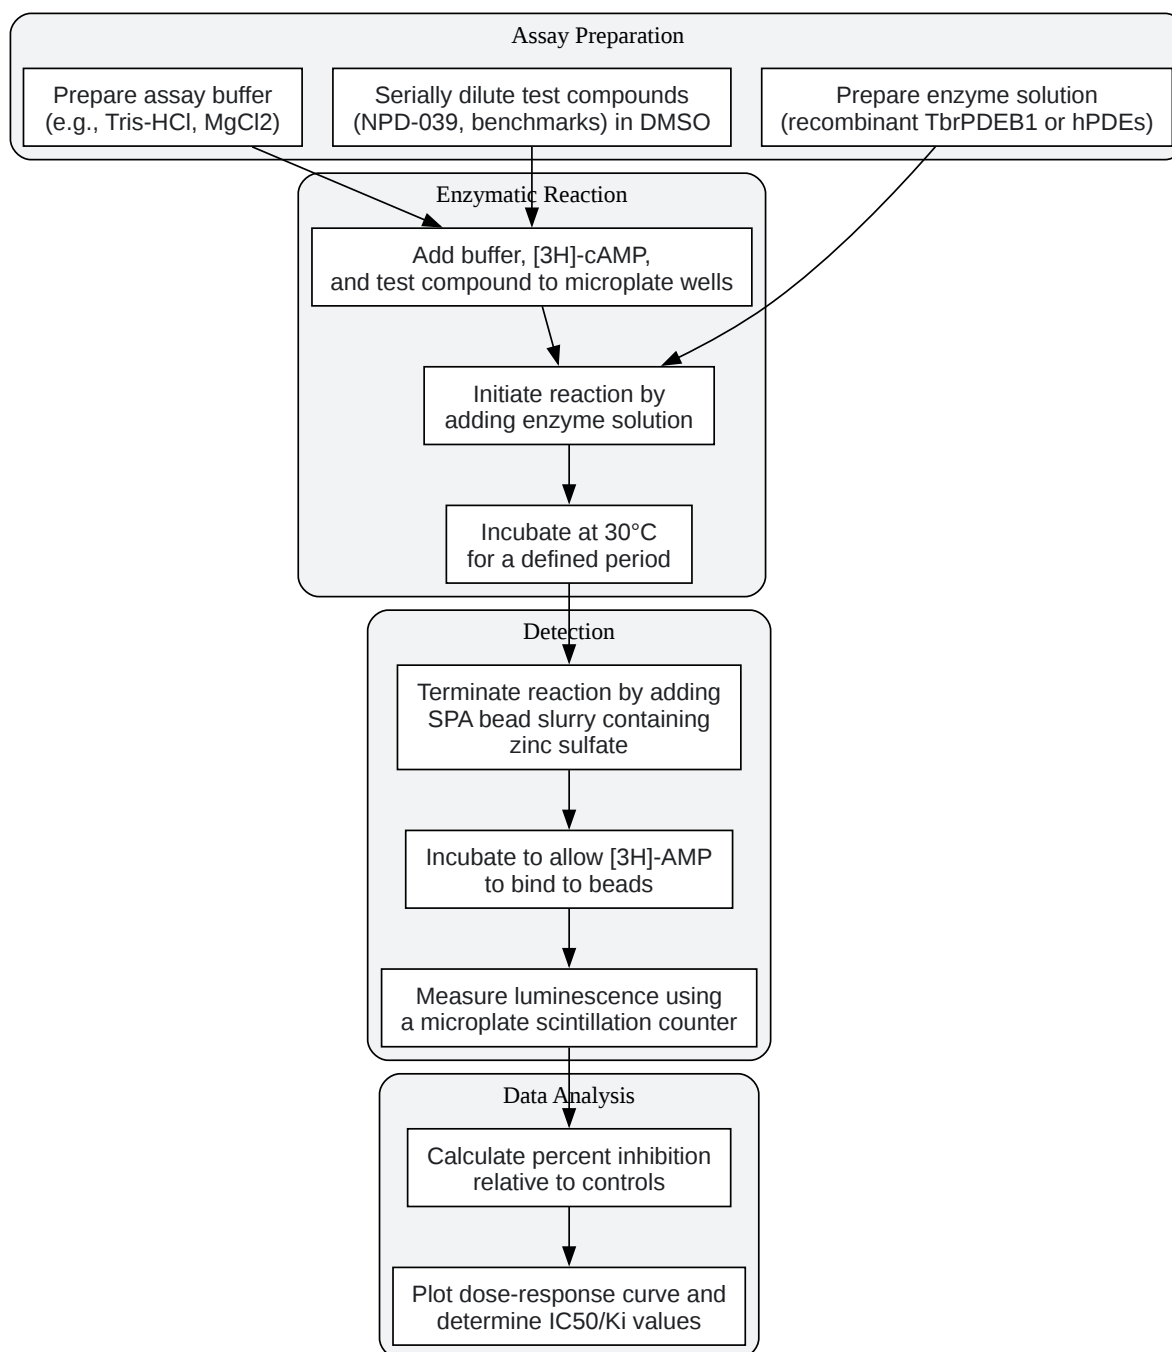 Assay Preparation
Prepare assay buffer
(e.g., Tris-HCl, MgCl2)
Serially dilute test compounds
(NPD-039, benchmarks) in DMSO
Prepare enzyme solution
(recombinant TbrPDEB1 or hPDEs)
Enzymatic Reaction
Add buffer, [3H]-cAMP,
and test compound to microplate wells
Initiate reaction by
adding enzyme solution
Incubate at 30°C
for a defined period
Detection
Terminate reaction by adding
SPA bead slurry containing
zinc sulfate
Incubate to allow [3H]-AMP
to bind to beads
Measure luminescence using
a microplate scintillation counter
Data Analysis
Calculate percent inhibition
relative to controls
Plot dose-response curve and
determine IC50/Ki values